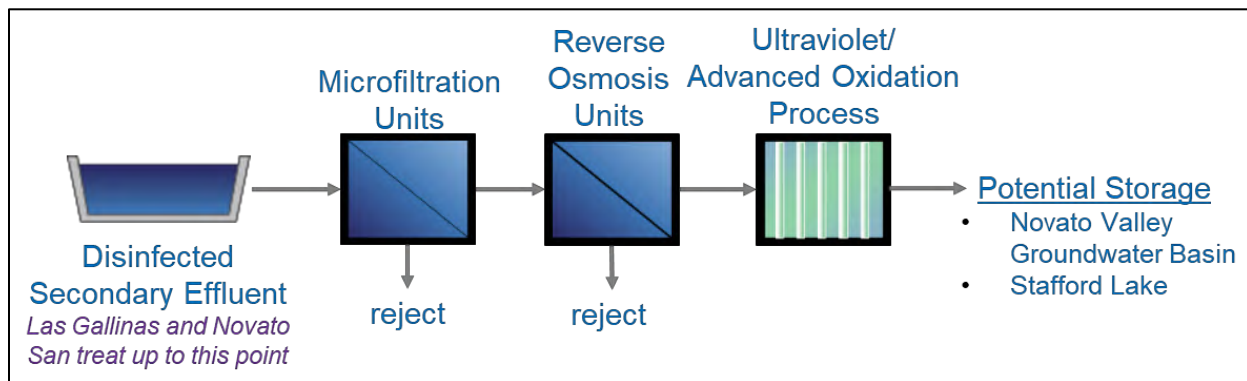 Disinfected
Secondary Effluent
Las Gallinas and Novato
San treat up to this point
Microfiltration
Units
reject
Reverse
Osmosis
Units
reject
Ultraviolet/
Advanced Oxidation
Process
Potential Storage
• Novato Valley
Groundwater Basin
• Stafford Lake